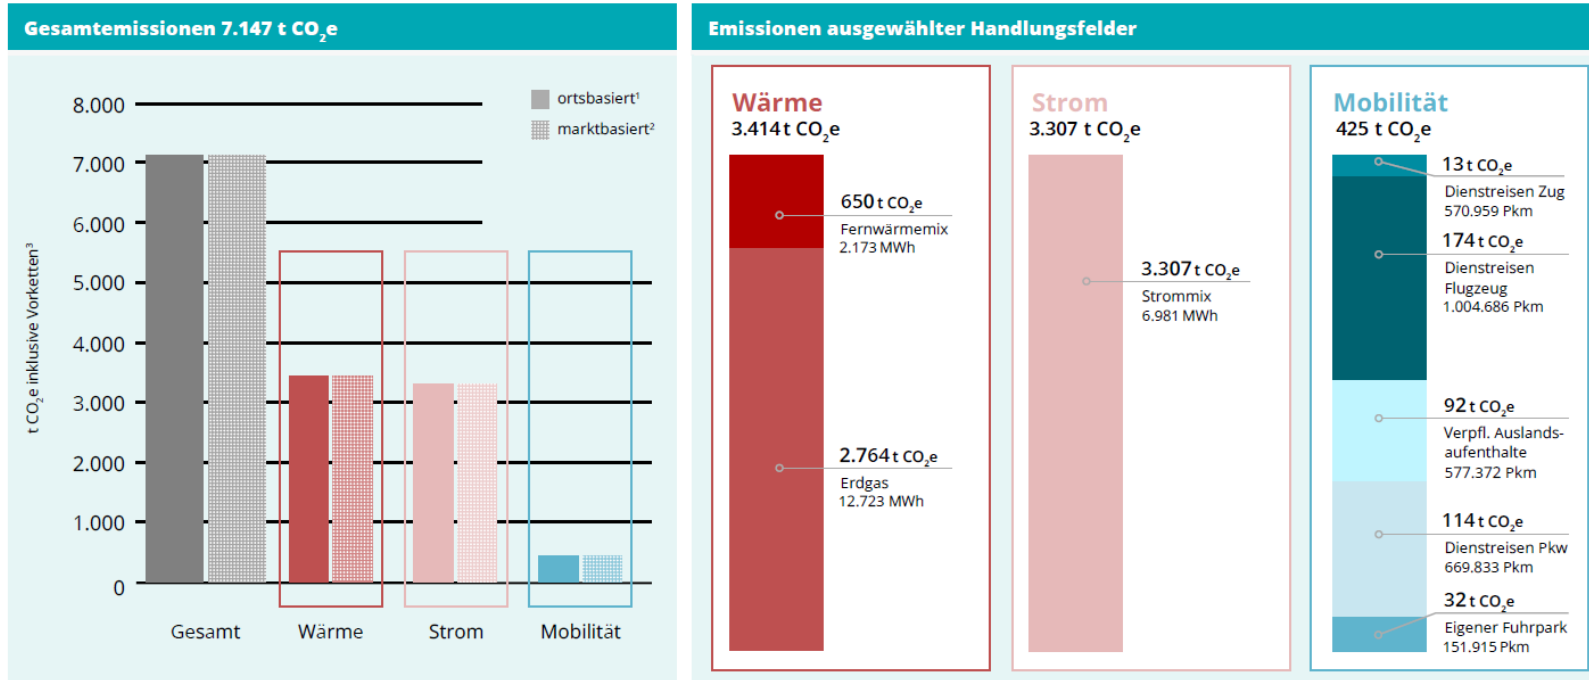 Gesamtemissionen 7.147 t CO₂e
t CO₂e inklusive Vorketten³
8.000
7.000
6.000
5.000
4.000
3.000
2.000
1.000
0
ortsbasiert¹
marktbasiert²
Gesamt
Wärme
Strom
Mobilität
Emissionen ausgewählter Handlungsfelder
Wärme
3.414 t CO₂e
650 t CO₂e
Fernwärmemix
2.173 MWh
2.764 t CO₂e
Erdgas
12.723 MWh
Strom
3.307 t CO₂e
3.307 t CO₂e
Strommix
6.981 MWh
Mobilität
425 t CO₂e
13 t CO₂e
Dienstreisen Zug
570.959 Pkm
174 t CO₂e
Dienstreisen
Flugzeug
1.004.686 Pkm
92 t CO₂e
Verpfl. Auslands-
aufenthalte
577.372 Pkm
114 t CO₂e
Dienstreisen Pkw
669.833 Pkm
32 t CO₂e
Eigener Fuhrpark
151.915 Pkm